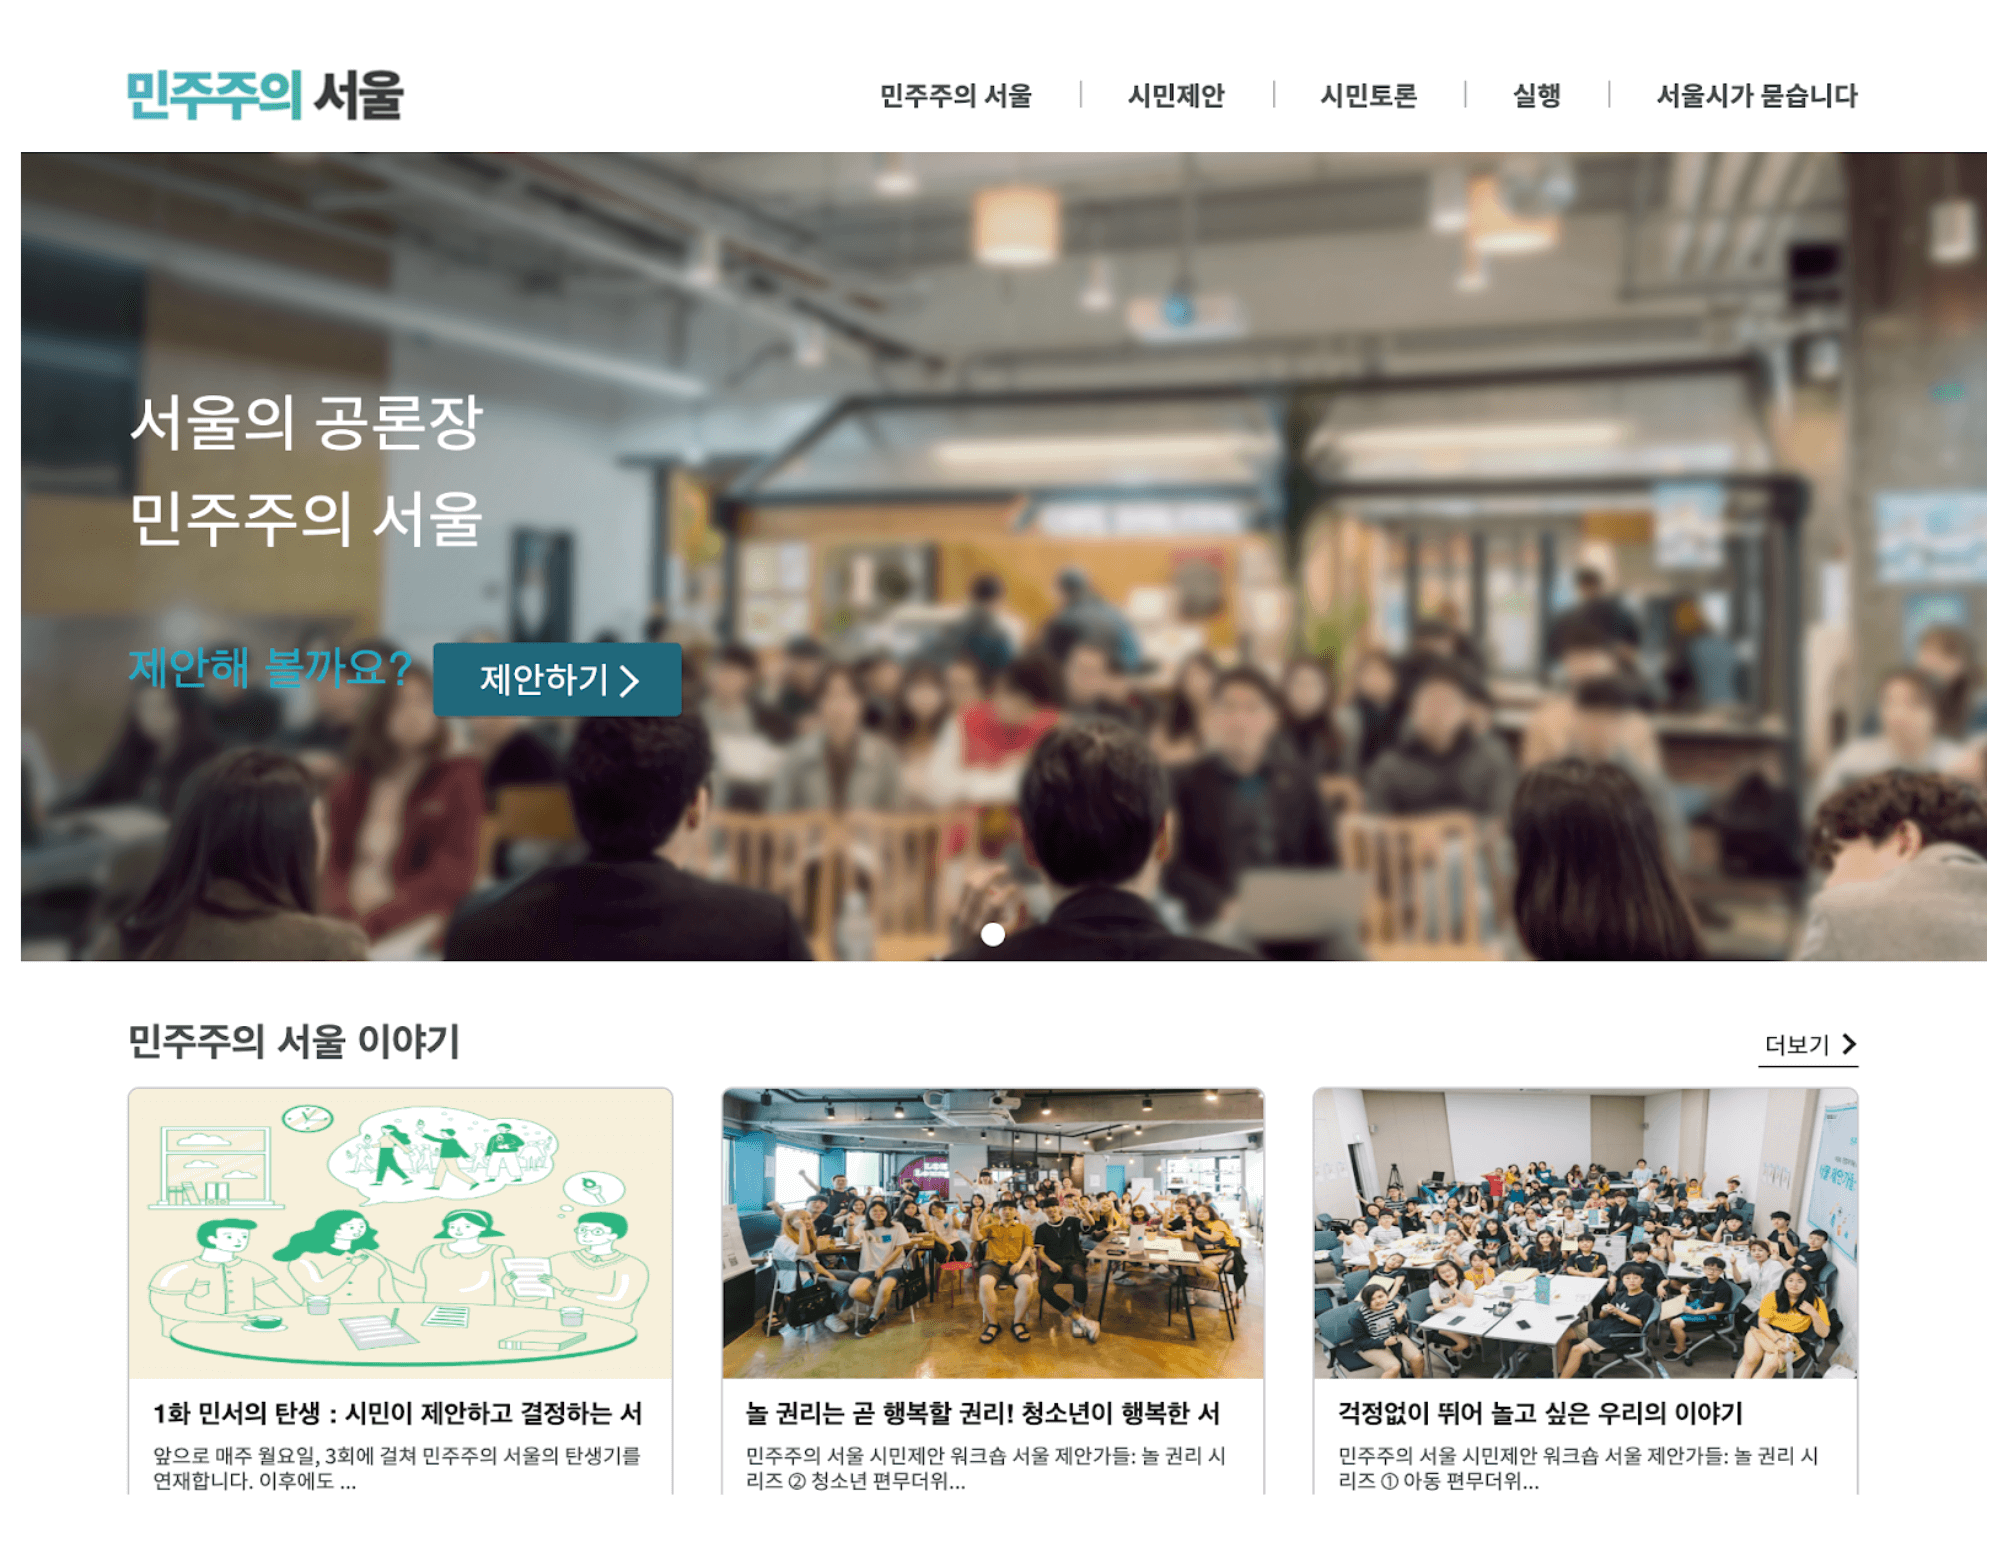 민주주의 서울
민주주의 서울 | 시민제안 | 시민토론 | 실행 | 서울시가 묻습니다
서울의 공론장
민주주의 서울
제안해 볼까요?
제안하기 >
민주주의 서울 이야기
더보기 >
1화 민서의 탄생 : 시민이 제안하고 결정하는 서
앞으로 매주 월요일, 3회에 걸쳐 민주주의 서울의 탄생기를
연재합니다. 이후에도 ...
놀 권리는 곧 행복할 권리! 청소년이 행복한 서
민주주의 서울 시민제안 워크숍 서울 제안가들: 놀 권리 시
리즈 ② 청소년 편무더위...
걱정없이 뛰어 놀고 싶은 우리의 이야기
민주주의 서울 시민제안 워크숍 서울 제안가들: 놀 권리 시
리즈 ① 아동 편무더위...